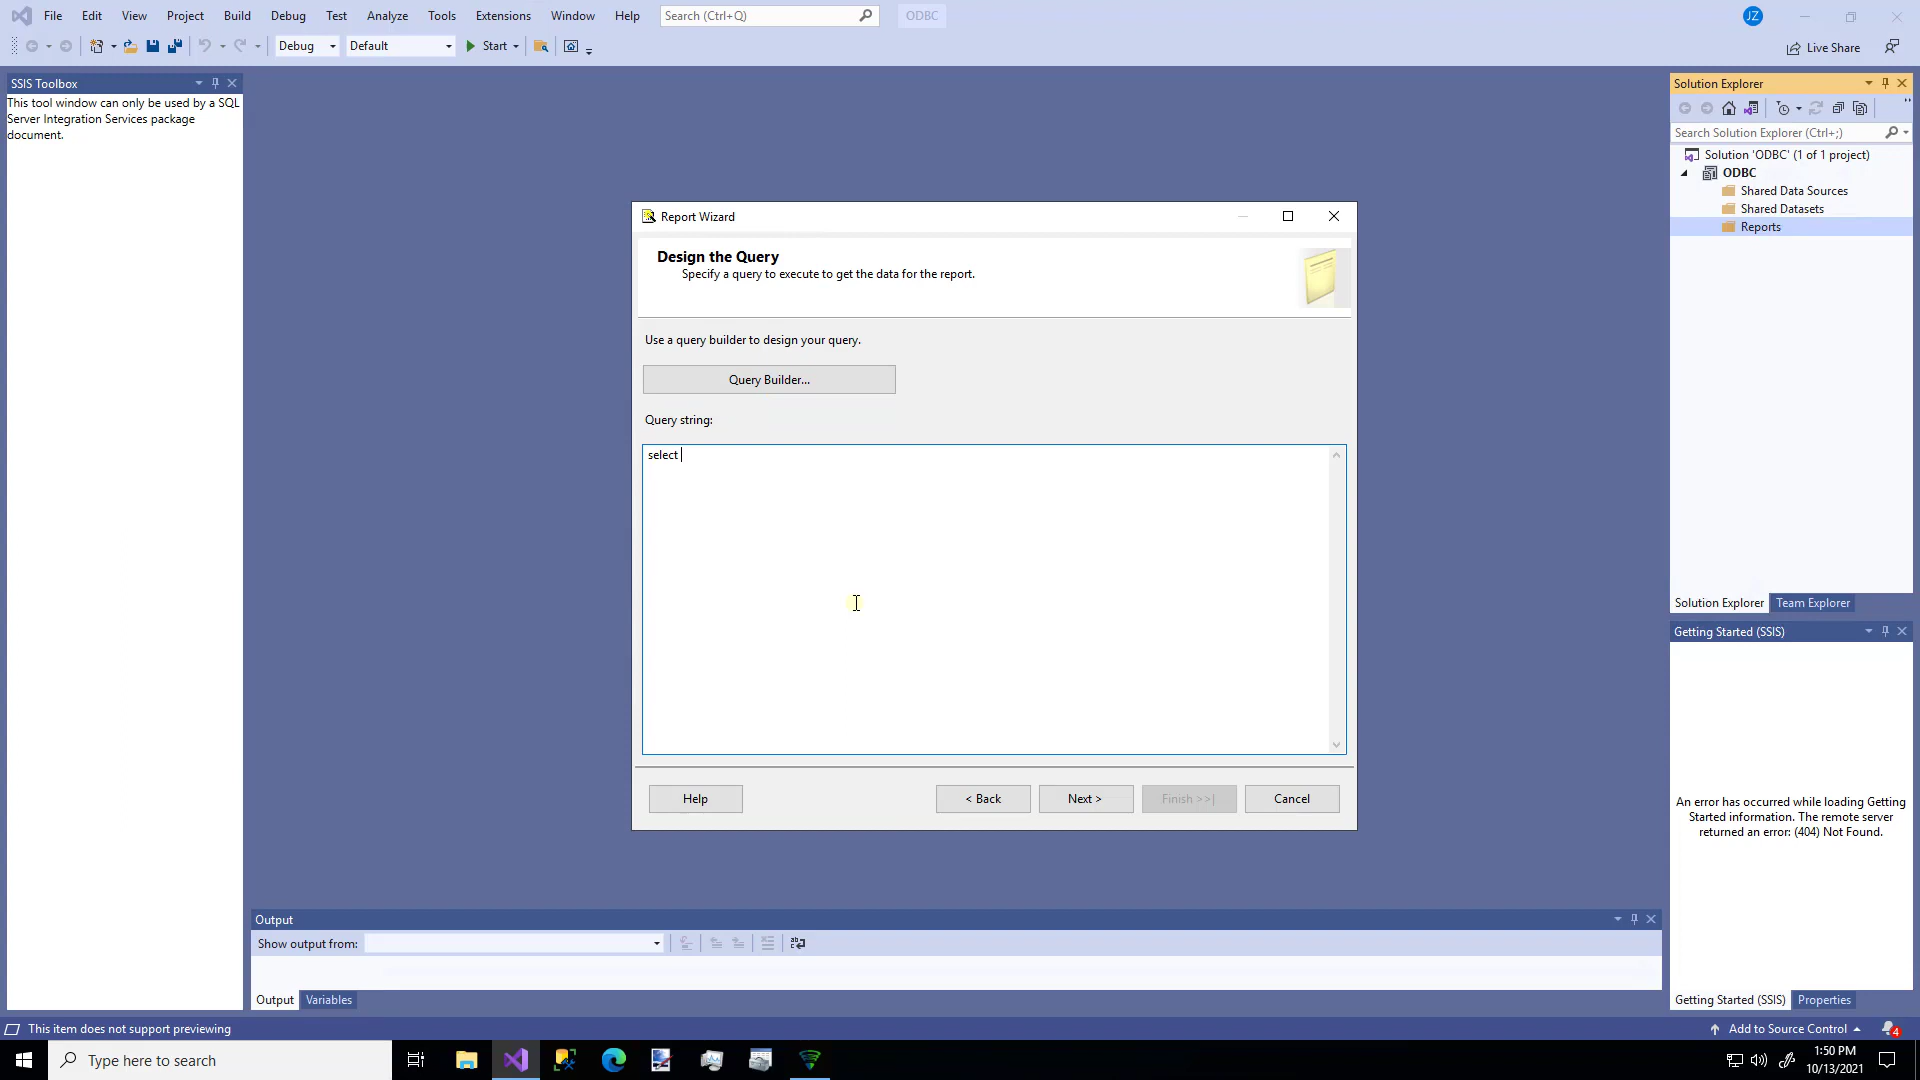 File Edit View Project Build Debug Test Analyze Tools Extensions Window Help Search (Ctrl+Q) ODBC JZ
Debug Default Start Live Share
SSIS Toolbox
This tool window can only be used by a SQL
Server Integration Services package
document.
Report Wizard
Design the Query
Specify a query to execute to get the data for the report.
Use a query builder to design your query.
Query Builder...
Query string:
select
Help < Back Next > Finish >>| Cancel
Solution Explorer
Search Solution Explorer (Ctrl+;)
Solution 'ODBC' (1 of 1 project)
ODBC
Shared Data Sources
Shared Datasets
Reports
Solution Explorer Team Explorer
Getting Started (SSIS)
An error has occurred while loading Getting
Started information. The remote server
returned an error: (404) Not Found.
Getting Started (SSIS) Properties
Output
Show output from:
Output Variables
This item does not support previewing Add to Source Control 4
Type here to search
1:50 PM
10/13/2021